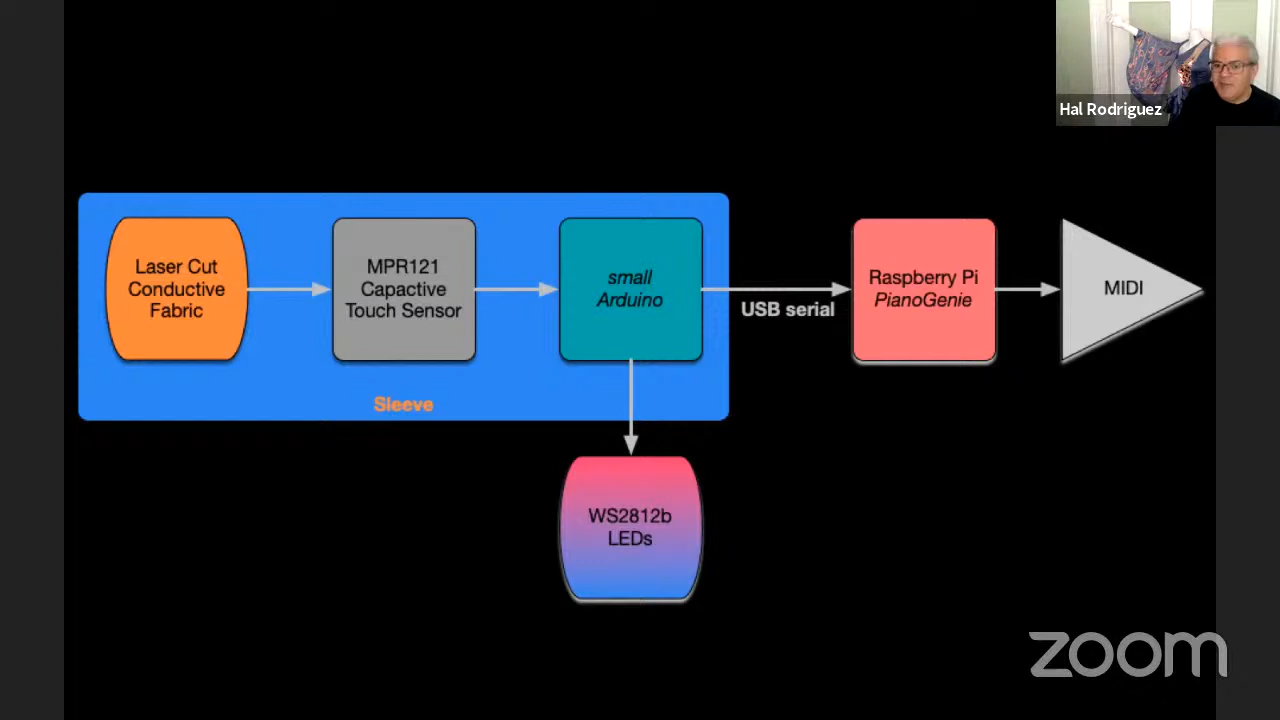 Hal Rodriguez
Laser Cut
Conductive
Fabric
MPR121
Capactive
Touch Sensor
small
Arduino
USB serial
Raspberry Pi
PianoGenie
MIDI
Sleeve
WS2812b
LEDs
zoom